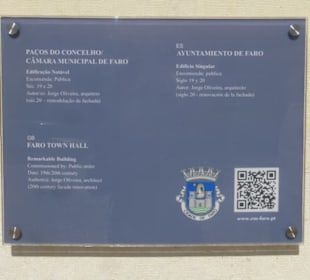 PAÇOS DO CONCELHO/
CÂMARA MUNICIPAL DE FARO
Edificação Notável
Encomenda: Pública
Séc. 19 e 20
Autor/es: Jorge Oliveira, arquiteto
(séc.20 - remodelação de fachada)
ES
AYUNTAMIENTO DE FARO
Edificio Singular
Encomienda: pública
Siglo 19 y 20
Autor: Jorge Oliveira, arquitecto
(siglo 20 - renovación de la fachada)
GB
FARO TOWN HALL
Remarkable Building
Commissioned by: Public order
Date: 19th/20th century
Author(s): Jorge Oliveira, architect
(20th century facade renovation)
www.cm-faro.pt